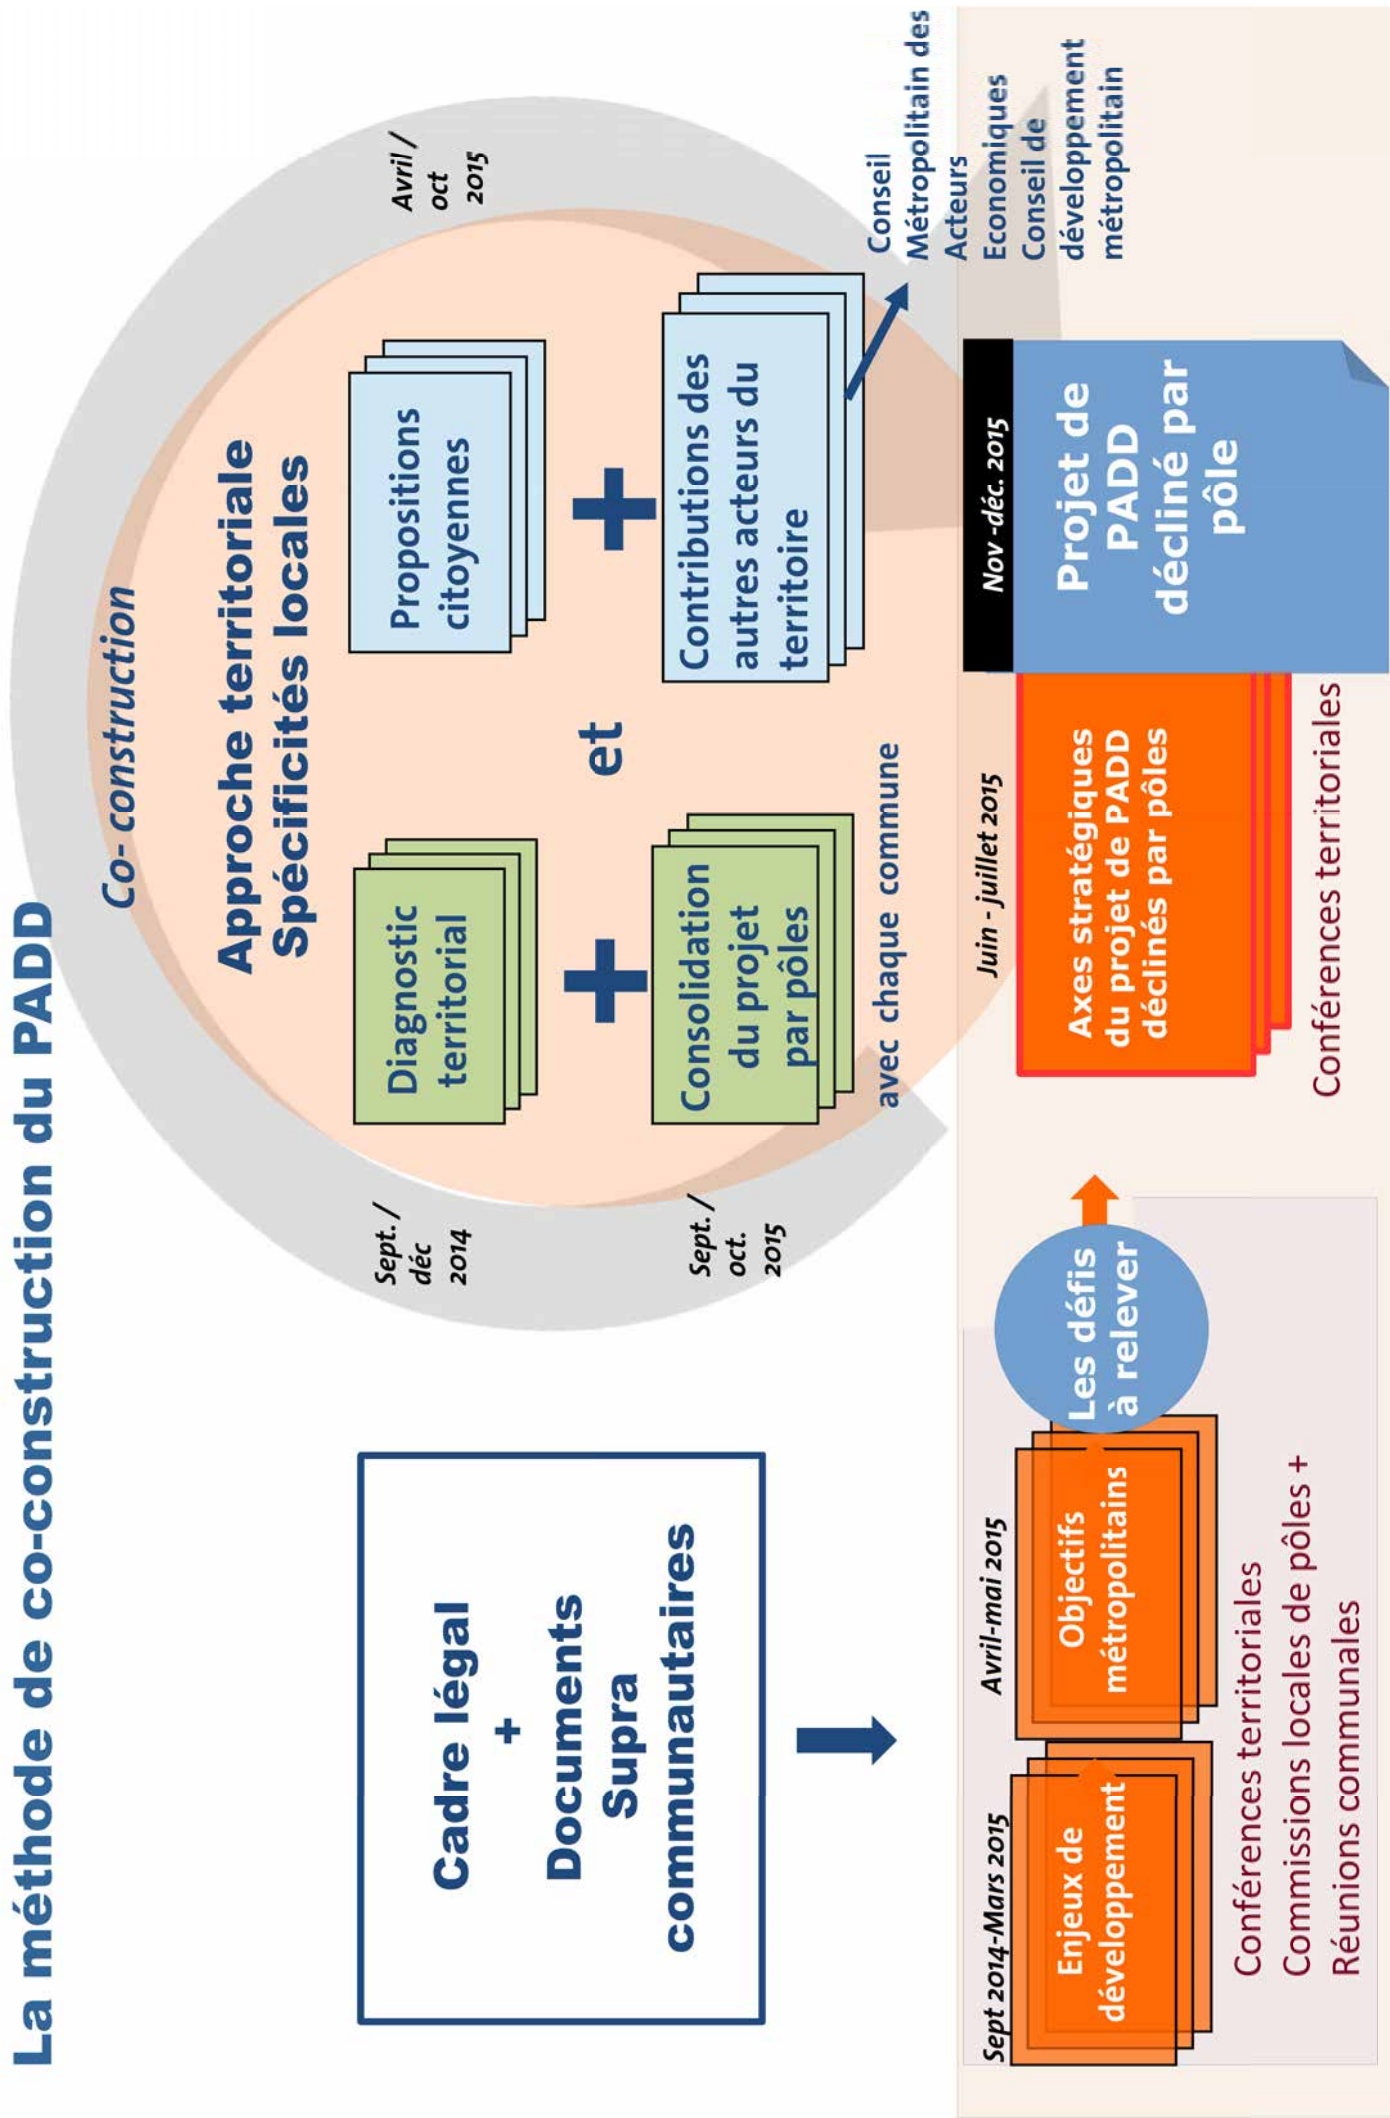 La méthode de co-construction du PADD
Cadre légal
+
Documents
Supra
communautaires
Co- construction
Approche territoriale
Spécificités locales
Sept. /
déc
2014
Diagnostic
territorial
Sept. /
oct.
2015
Consolidation
du projet
par pôles
avec chaque commune
et
Avril /
oct
2015
Propositions
citoyennes
Contributions des
autres acteurs du
territoire
Conseil
Métropolitain des
Acteurs
Economiques
Conseil de
développement
métropolitain
Sept 2014-Mars 2015
Enjeux de
développement
Avril-mai 2015
Objectifs
métropolitains
Les défis
à relever
Conférences territoriales
Commissions locales de pôles +
Réunions communales
Juin - juillet 2015
Axes stratégiques
du projet de PADD
déclinés par pôles
Conférences territoriales
Nov -déc. 2015
Projet de
PADD
décliné par
pôle